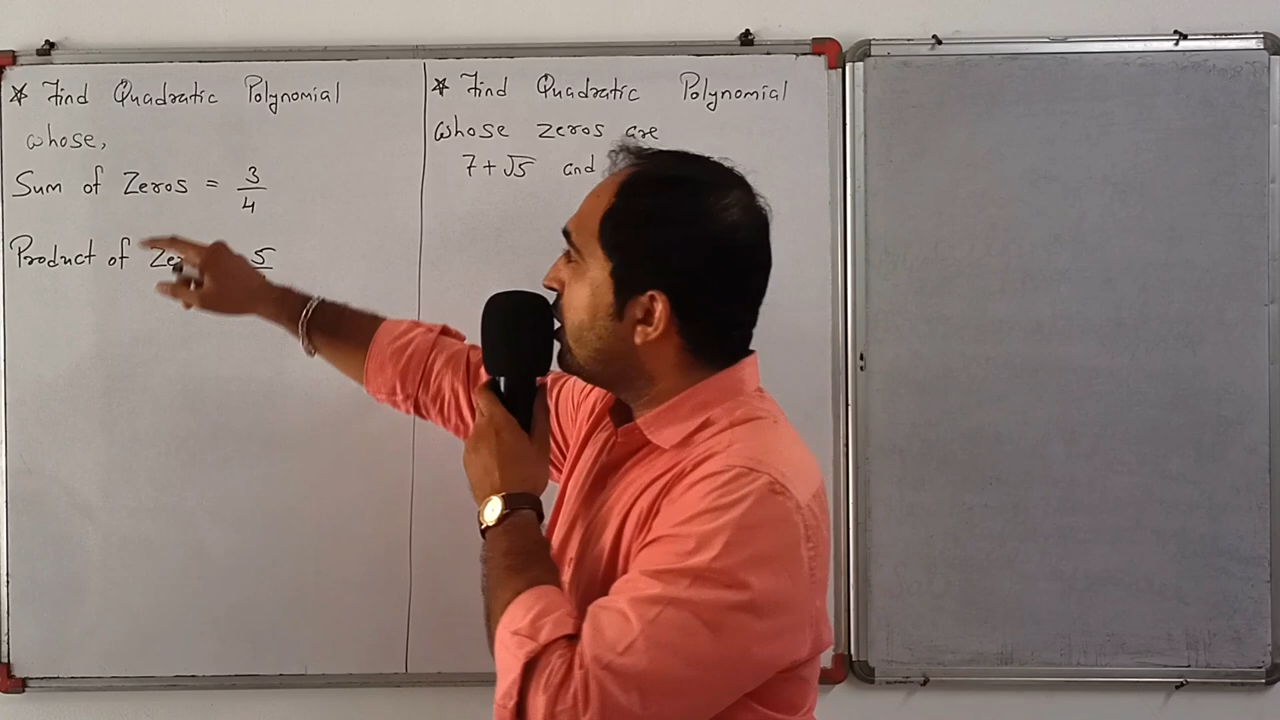 * Find Quadratic Polynomial
whose,
Sum of Zeros = 3/4
Product of 5
* Find Quadratic Polynomial
whose zeros are
7+√5 and